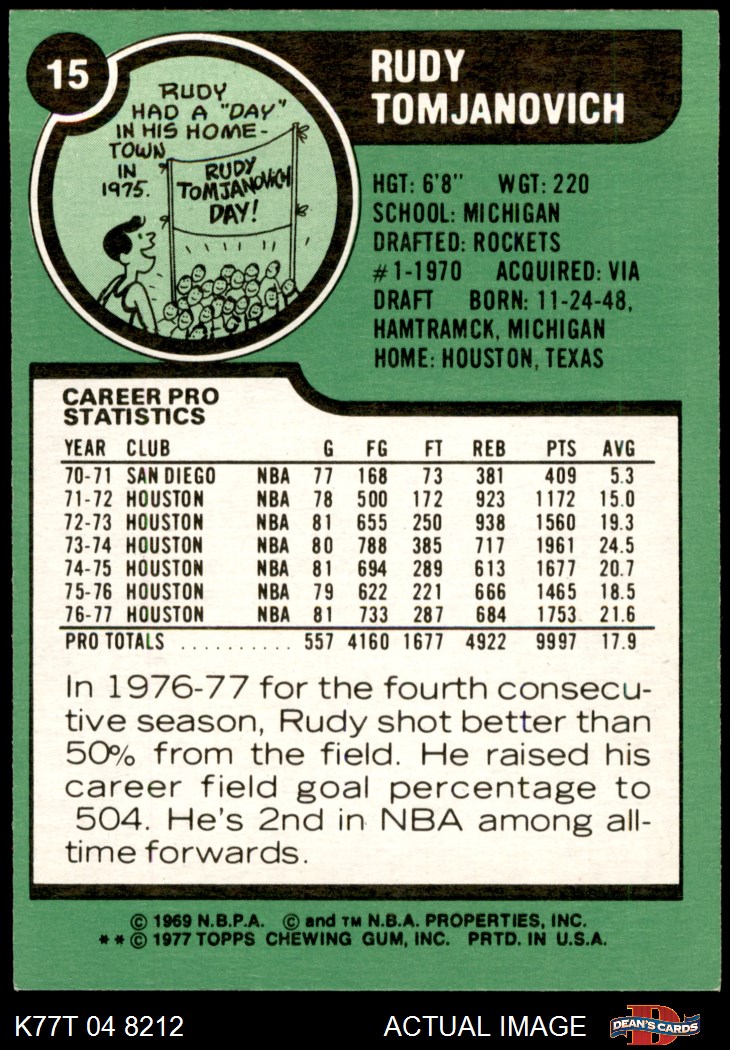 15
RUDY
HAD A "DAY"
IN HIS HOME-
TOWN
IN
1975.
RUDY
TOMJANOVICH
DAY!
RUDY
TOMJANOVICH
HGT: 6'8" WGT: 220
SCHOOL: MICHIGAN
DRAFTED: ROCKETS
#1-1970 ACQUIRED: VIA
DRAFT BORN: 11-24-48,
HAMTRAMCK, MICHIGAN
HOME: HOUSTON, TEXAS
CAREER PRO
STATISTICS
YEAR CLUB G FG FT REB PTS AVG
70-71 SAN DIEGO NBA 77 168 73 381 409 5.3
71-72 HOUSTON NBA 78 500 172 923 1172 15.0
72-73 HOUSTON NBA 81 655 250 938 1560 19.3
73-74 HOUSTON NBA 80 788 385 717 1961 24.5
74-75 HOUSTON NBA 81 694 289 613 1677 20.7
75-76 HOUSTON NBA 79 622 221 666 1465 18.5
76-77 HOUSTON NBA 81 733 287 684 1753 21.6
PRO TOTALS .......... 557 4160 1677 4922 9997 17.9
In 1976-77 for the fourth consecu-
tive season, Rudy shot better than
50% from the field. He raised his
career field goal percentage to
504. He's 2nd in NBA among all-
time forwards.
© 1969 N.B.P.A. © and TM N.B.A. PROPERTIES, INC.
** © 1977 TOPPS CHEWING GUM, INC. PRTD. IN U.S.A.
K77T 04 8212 ACTUAL IMAGE DEAN'S CARDS